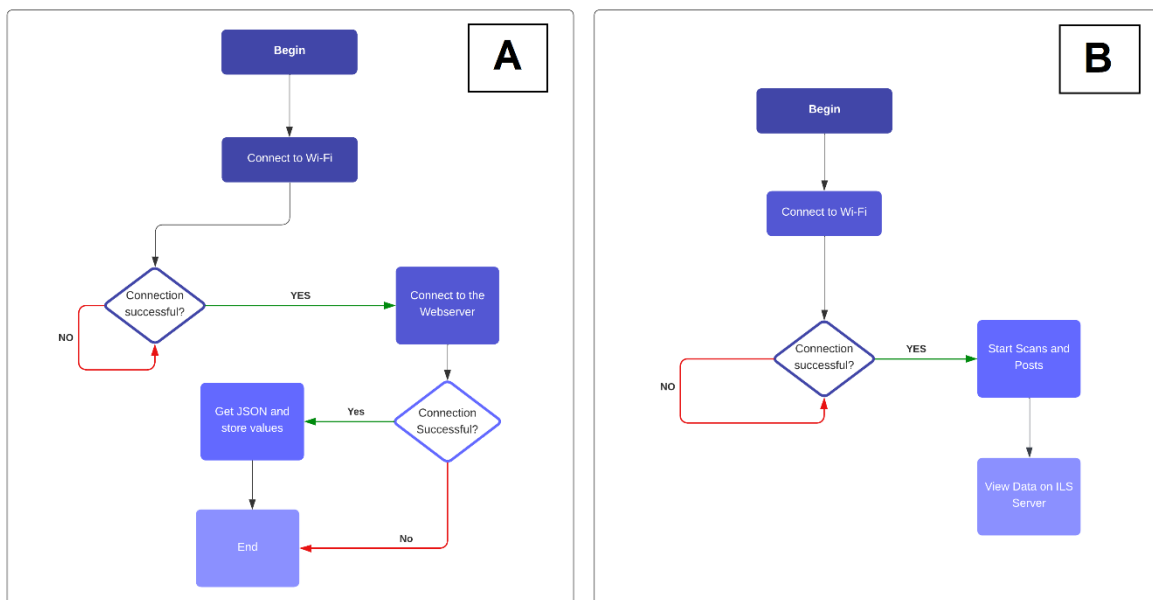 A
Begin
Connect to Wi-Fi
Connection
successful?
YES
NO
Connect to the
Webserver
Connection
Successful?
Yes
Get JSON and
store values
No
End
B
Begin
Connect to Wi-Fi
Connection
successful?
YES
NO
Start Scans and
Posts
View Data on ILS
Server